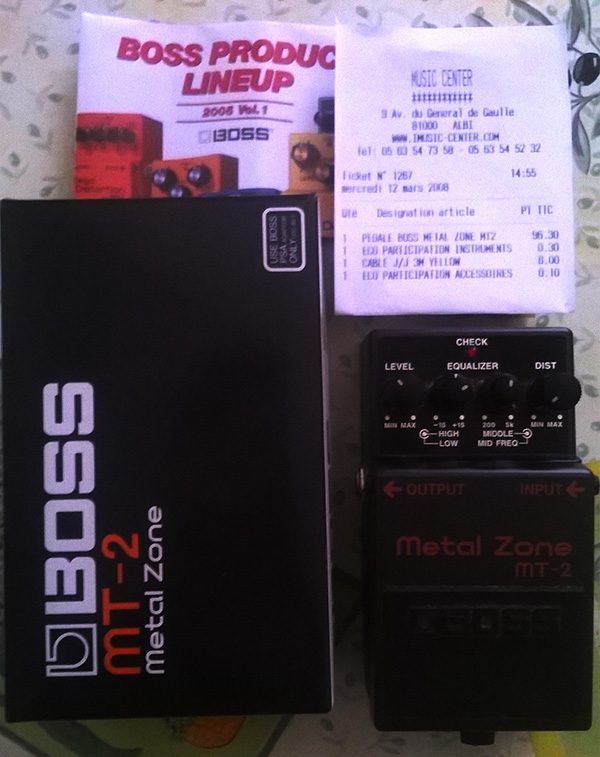 BOSS PRODUC
LINEUP
2006 Vol.1
BOSS
MUSIC CENTER
9 Av. du General de Gaulle
81000 ALBI
WWW.IMUSIC-CENTER.COM
Tel: 05 63 54 73 50 - 05 63 54 52 32
Ticket N° 1267 14:55
mercredi 12 mars 2008
Qté Designation article PT TTC
1 PEDALE BOSS METAL ZONE MT2 96.30
1 ECO PARTICIPATION INSTRUMENTS 0.30
1 CABLE J/J 3M YELLOW 8.00
1 ECO PARTICIPATION ACCESSOIRES 0.10
USE BOSS
PSA
ONLY
BOSS
MT-2
Metal Zone
CHECK
LEVEL EQUALIZER DIST
MIN MAX -15 +15 200 5k MIN MAX
HIGH MIDDLE
LOW MID FREQ
OUTPUT INPUT
Metal Zone
MT-2
BOSS